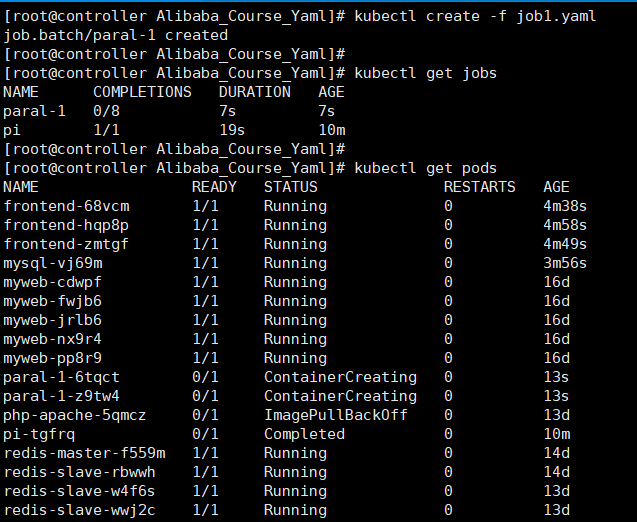 [root@controller Alibaba_Course_Yaml]# kubectl create -f job1.yaml
job.batch/paral-1 created
[root@controller Alibaba_Course_Yaml]#
[root@controller Alibaba_Course_Yaml]# kubectl get jobs
NAME      COMPLETIONS   DURATION   AGE
paral-1   0/8           7s         7s
pi        1/1           19s        10m
[root@controller Alibaba_Course_Yaml]#
[root@controller Alibaba_Course_Yaml]# kubectl get pods
NAME                 READY   STATUS              RESTARTS   AGE
frontend-68vcm       1/1     Running             0          4m38s
frontend-hqp8p       1/1     Running             0          4m58s
frontend-zmtgf       1/1     Running             0          4m49s
mysql-vj69m          1/1     Running             0          3m56s
myweb-cdwpf          1/1     Running             0          16d
myweb-fwjb6          1/1     Running             0          16d
myweb-jrlb6          1/1     Running             0          16d
myweb-nx9r4          1/1     Running             0          16d
myweb-pp8r9          1/1     Running             0          16d
paral-1-6tqct        0/1     ContainerCreating   0          13s
paral-1-z9tw4        0/1     ContainerCreating   0          13s
php-apache-5qmcz     0/1     ImagePullBackOff    0          13d
pi-tgfrq             0/1     Completed           0          10m
redis-master-f559m   1/1     Running             0          14d
redis-slave-rbwwh    1/1     Running             0          14d
redis-slave-w4f6s    1/1     Running             0          13d
redis-slave-wwj2c    1/1     Running             0          13d